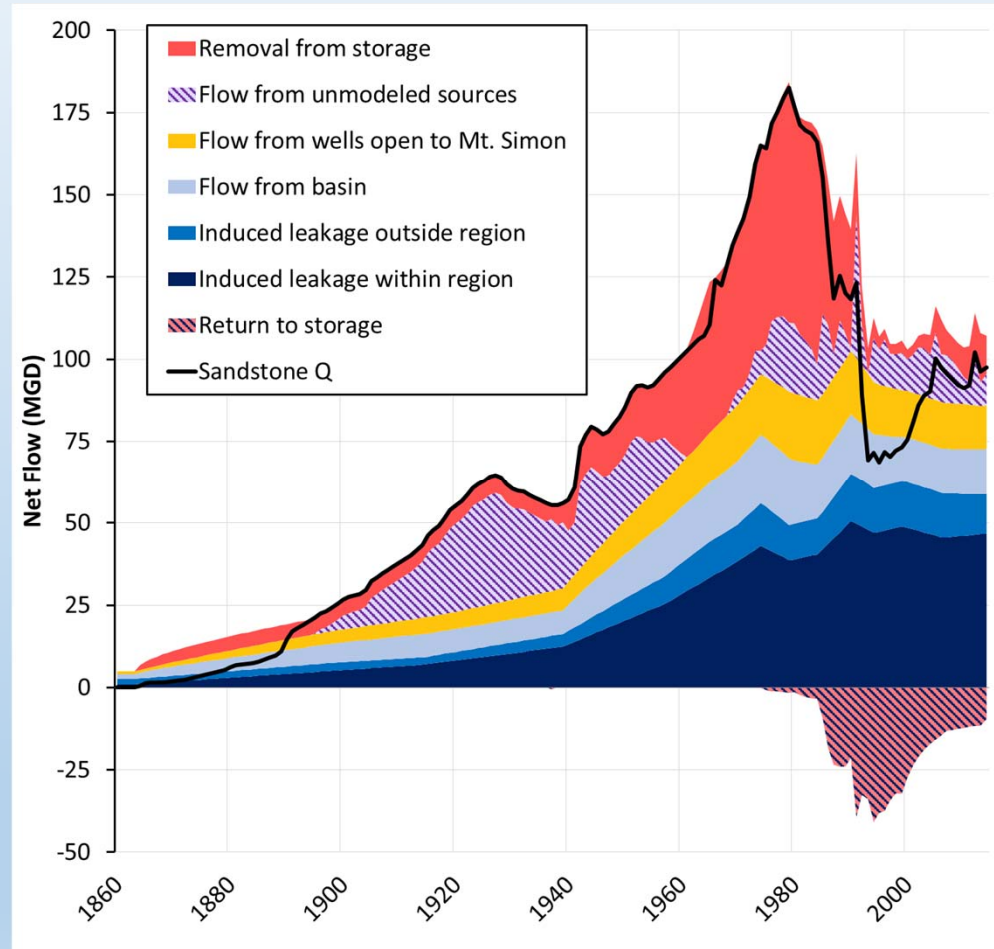 200
175
150
125
100
75
50
25
0
-25
-50
Net Flow (MGD)
Removal from storage
Flow from unmodeled sources
Flow from wells open to Mt. Simon
Flow from basin
Induced leakage outside region
Induced leakage within region
Return to storage
Sandstone Q
1860
1880
1900
1920
1940
1960
1980
2000